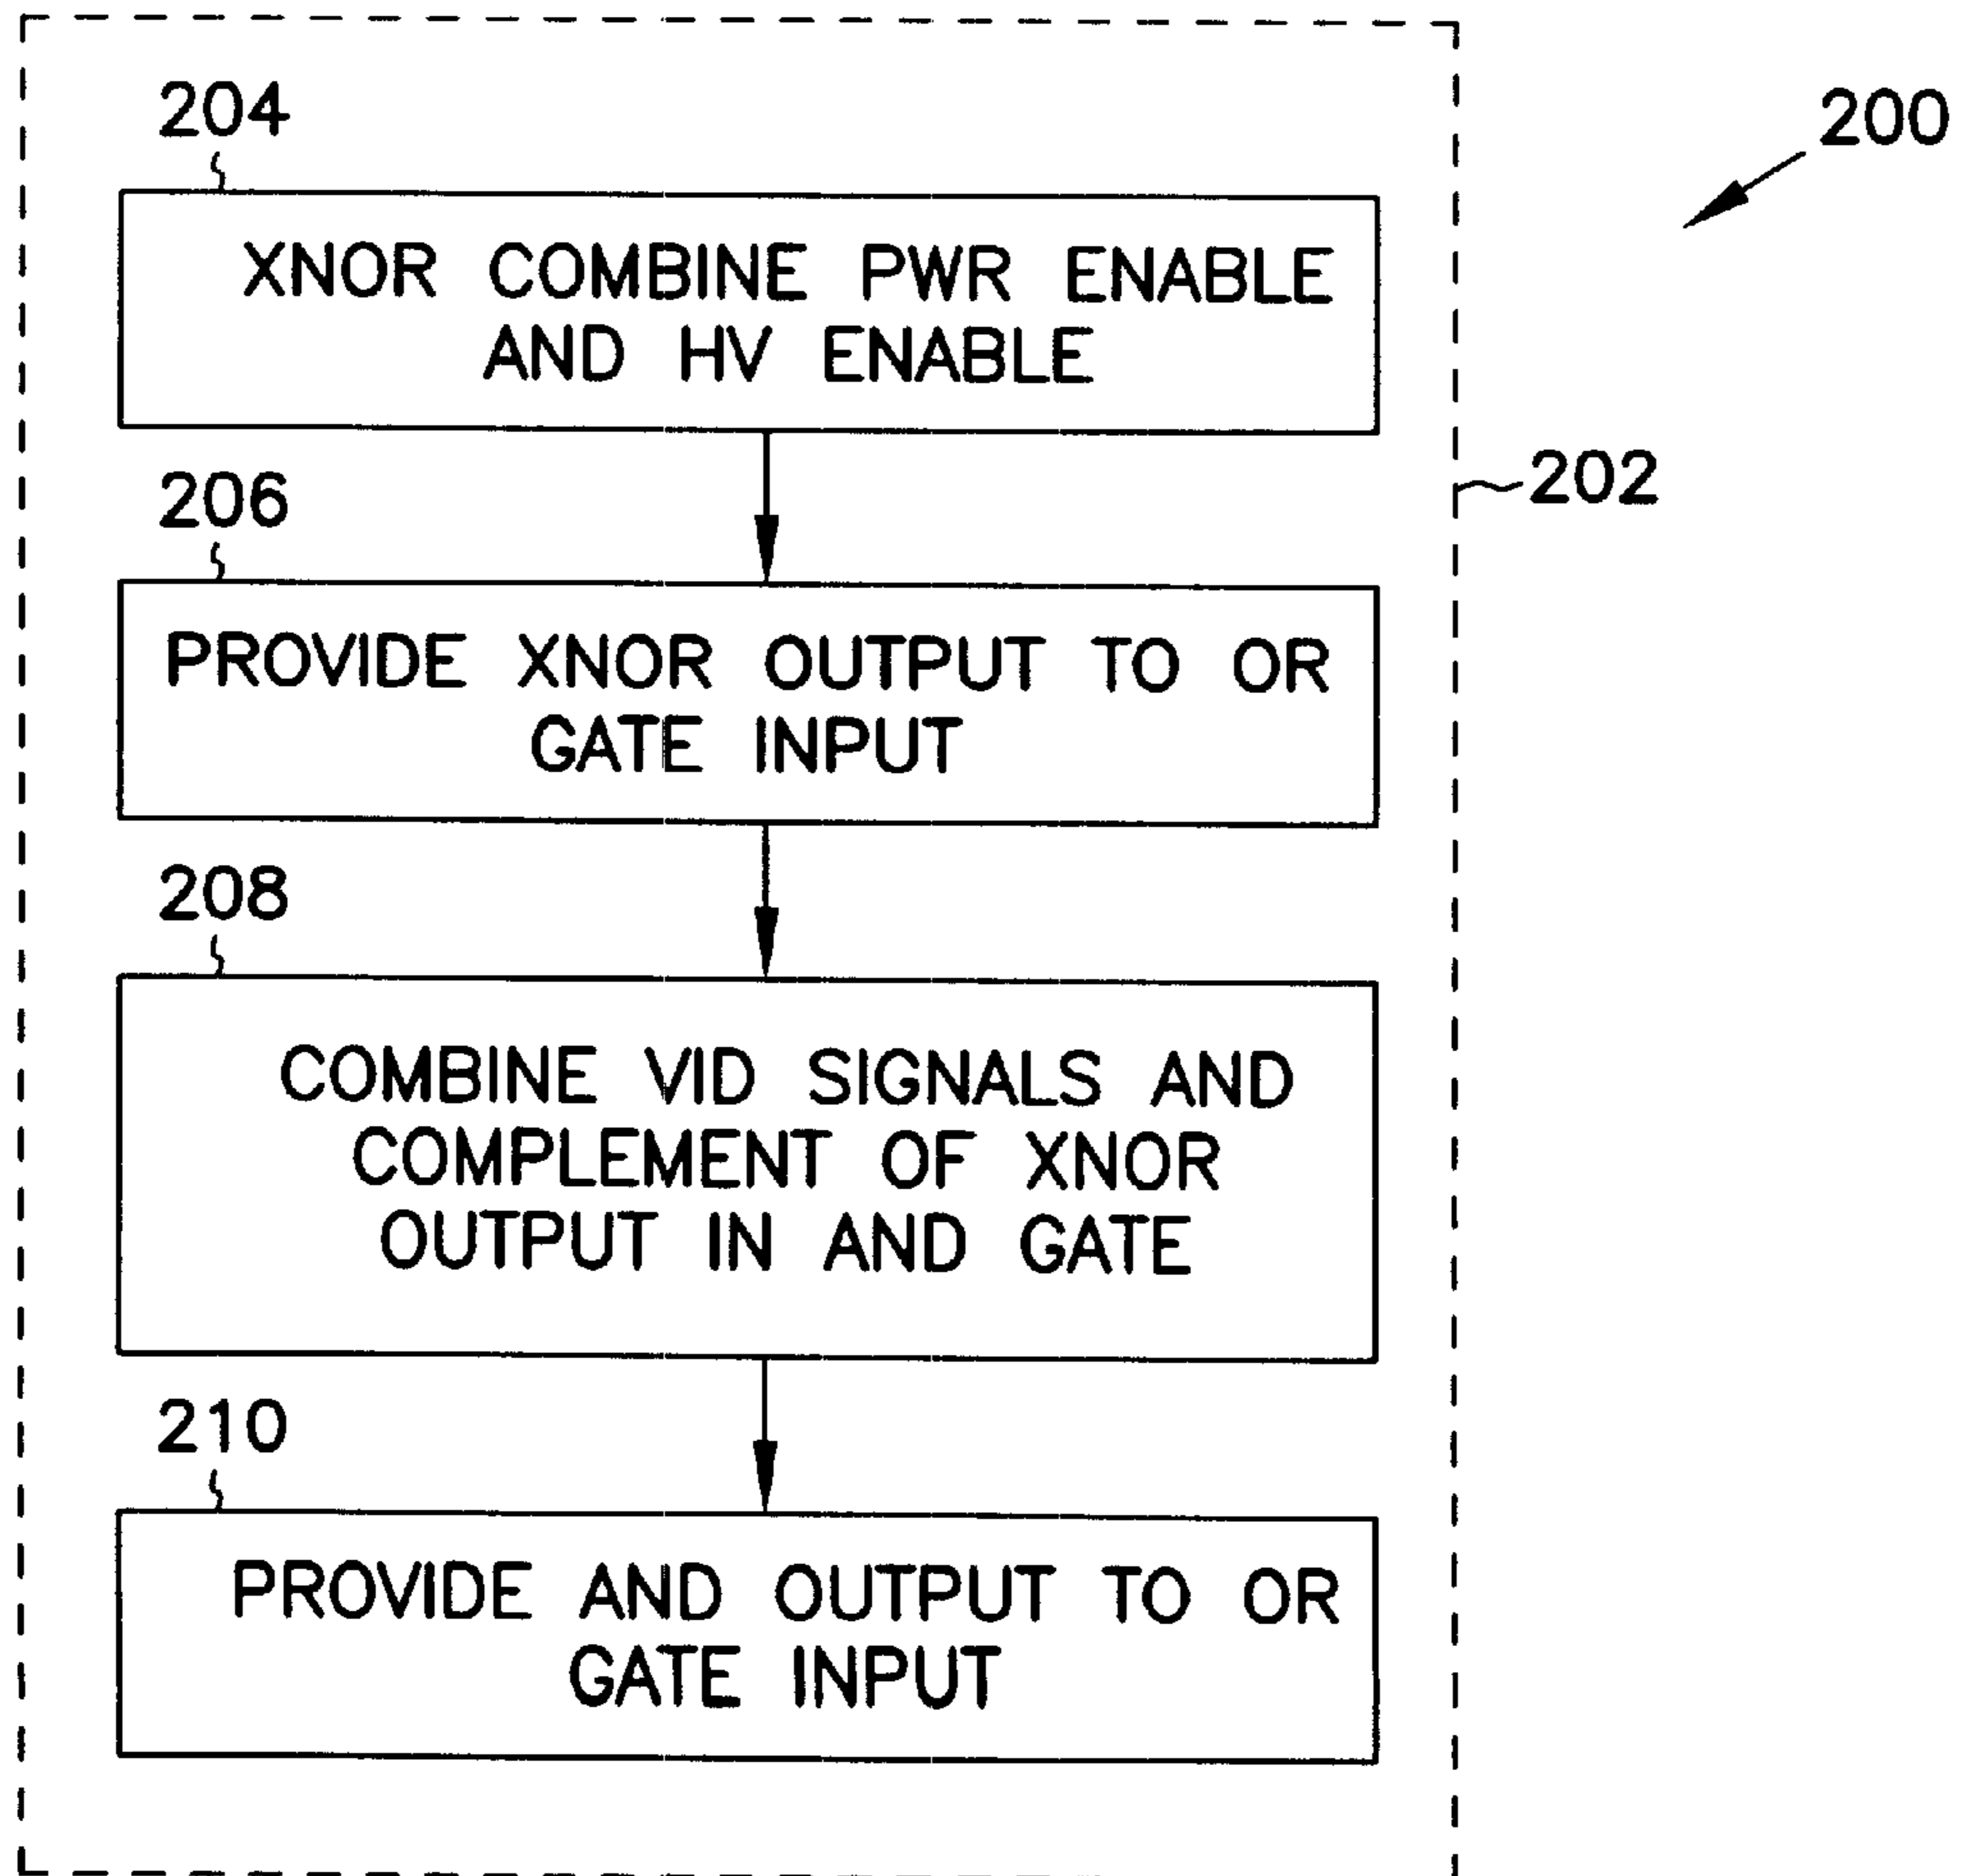 204
200
XNOR COMBINE PWR ENABLE
AND HV ENABLE
202
206
PROVIDE XNOR OUTPUT TO OR
GATE INPUT
208
COMBINE VID SIGNALS AND
COMPLEMENT OF XNOR
OUTPUT IN AND GATE
210
PROVIDE AND OUTPUT TO OR
GATE INPUT